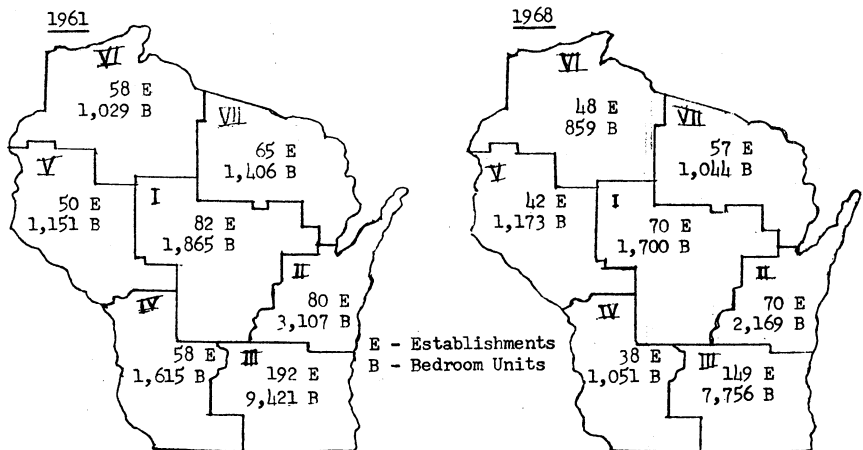 1961
VI
58 E
1,029 B
VII
65 E
1,406 B
V
50 E
1,151 B
I
82 E
1,865 B
II
80 E
3,107 B
IV
58 E
1,615 B
III
192 E
9,421 B
E - Establishments
B - Bedroom Units
1968
VI
48 E
859 B
VII
57 E
1,044 B
V
42 E
1,173 B
I
70 E
1,700 B
II
70 E
2,169 B
IV
38 E
1,051 B
III
149 E
7,756 B